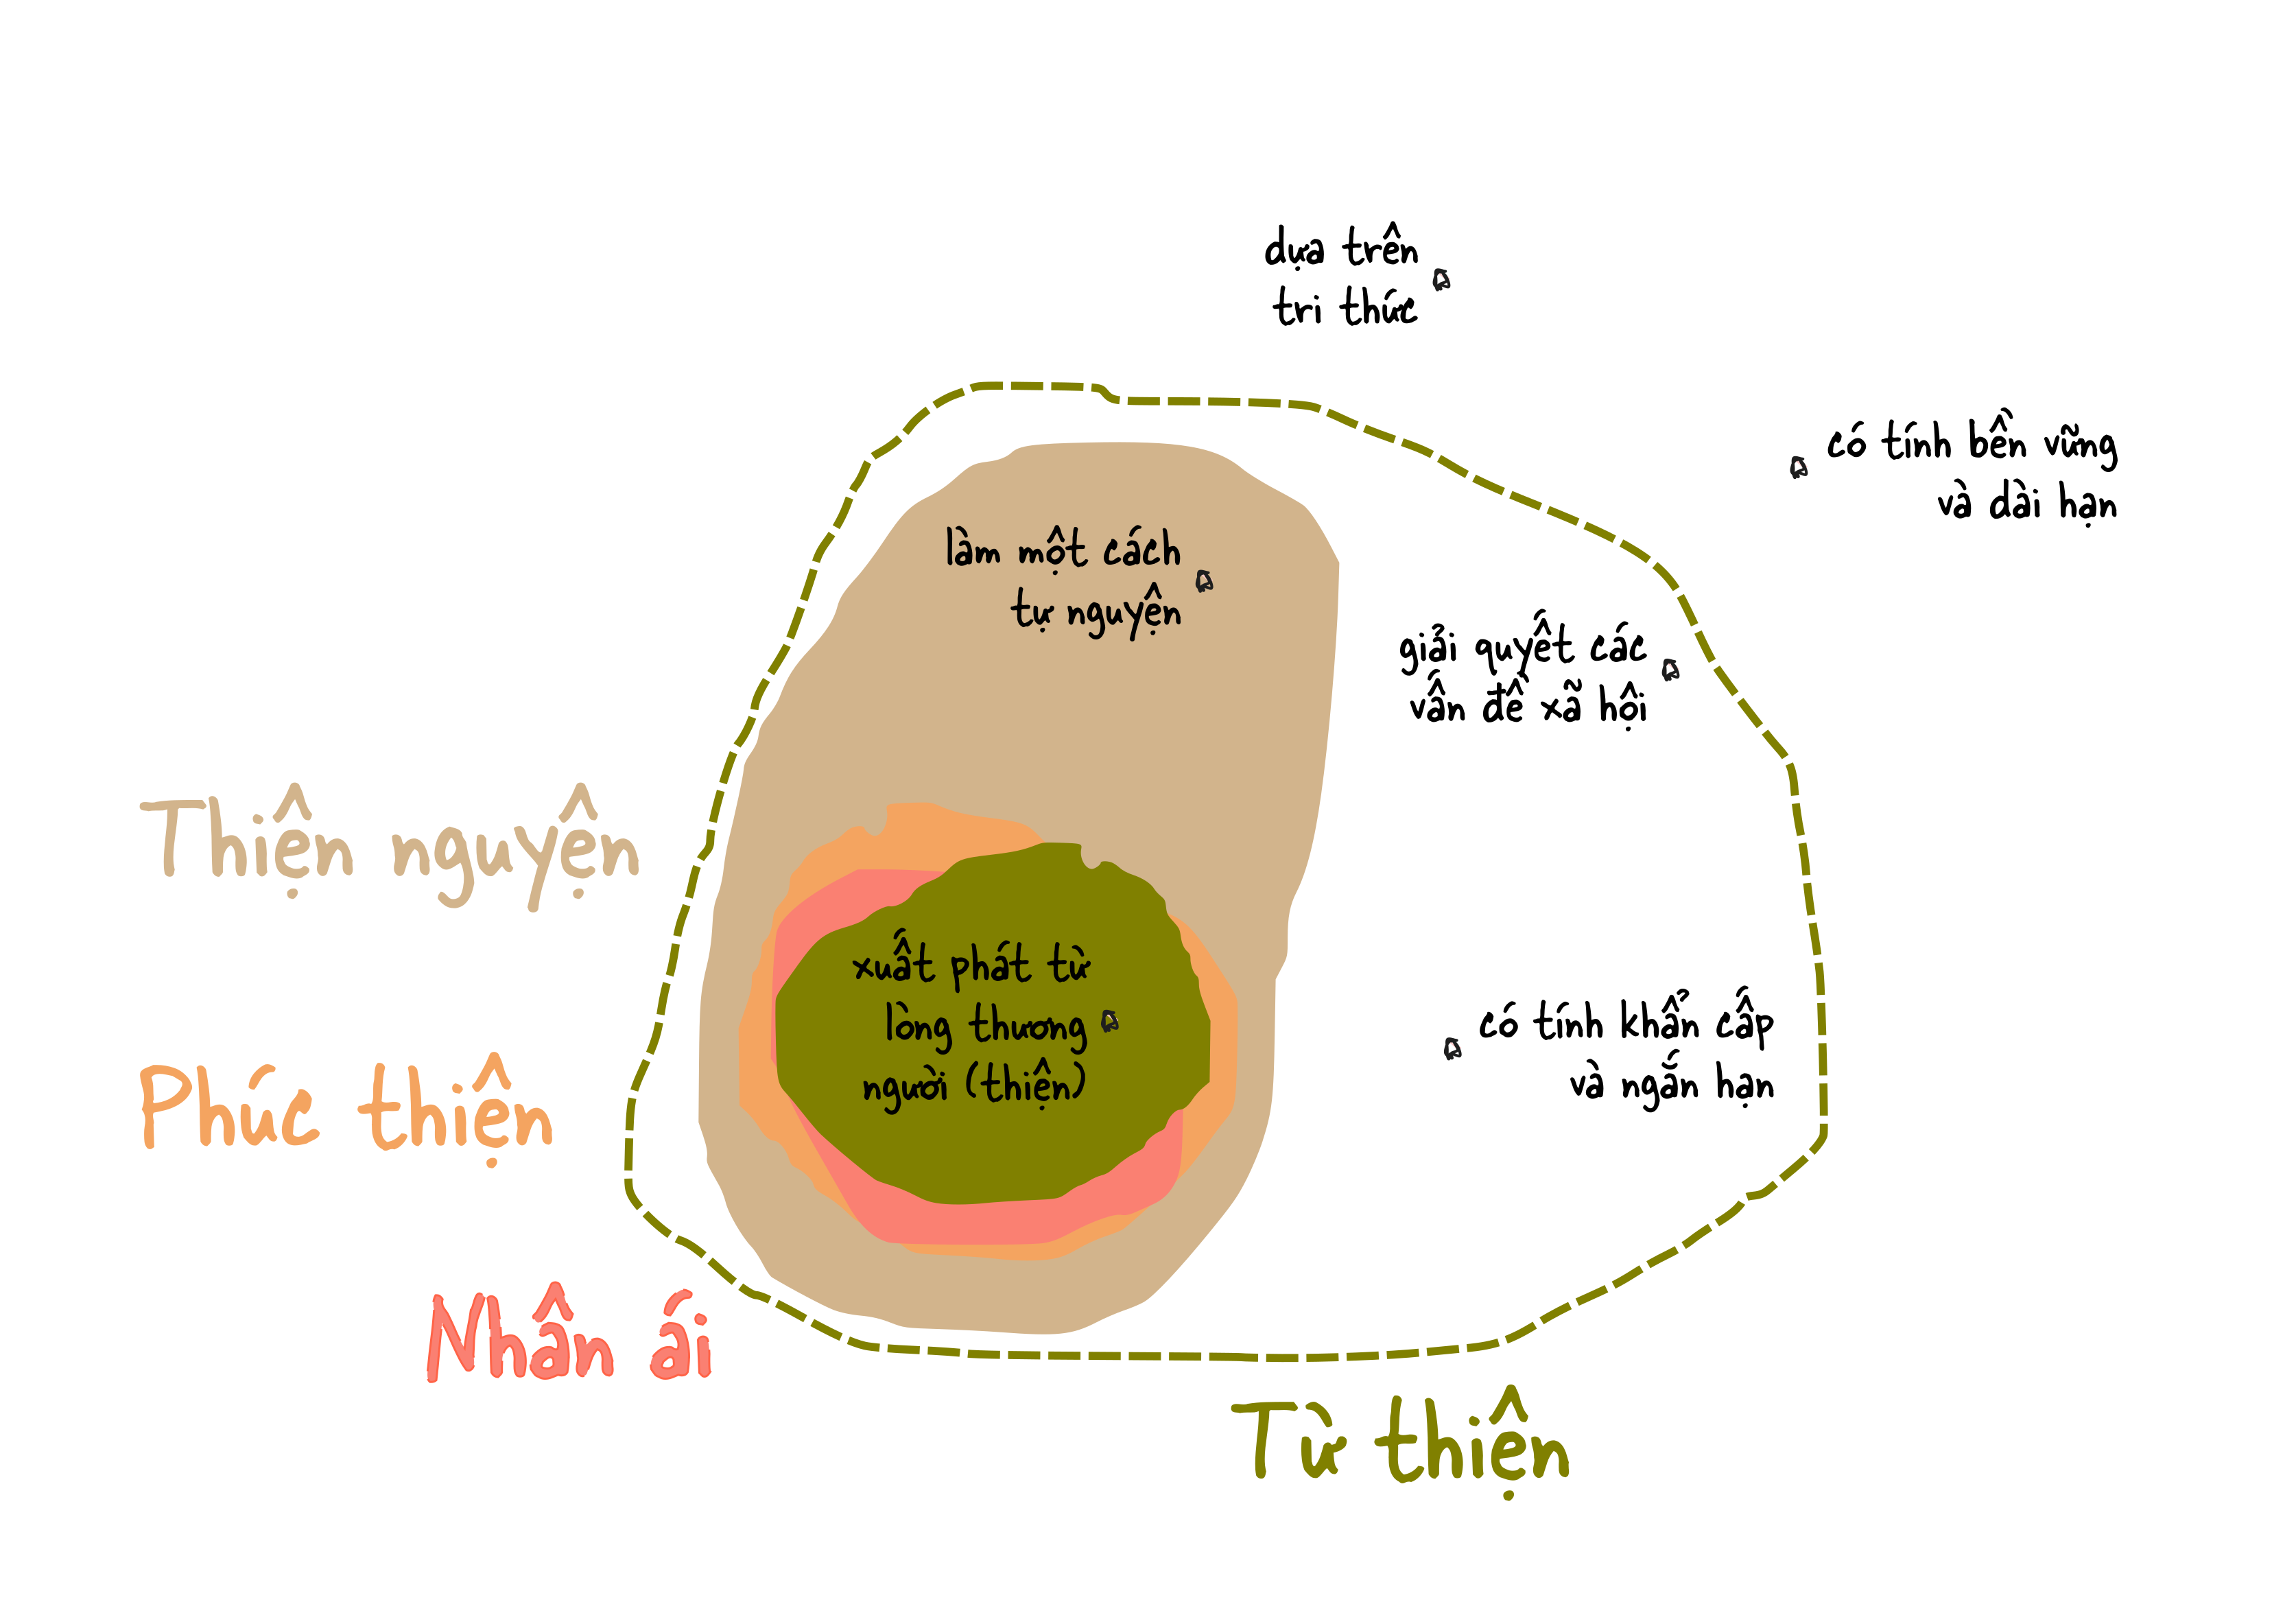 dựa trên
tri thức
có tính bền vững
và dài hạn
làm một cách
tự nguyện
giải quyết các
vấn đề xã hội
Thiện nguyện
xuất phát từ
lòng thương
người (thiện)
có tính khẩn cấp
và ngắn hạn
Phúc thiện
Nhân ái
Từ thiện